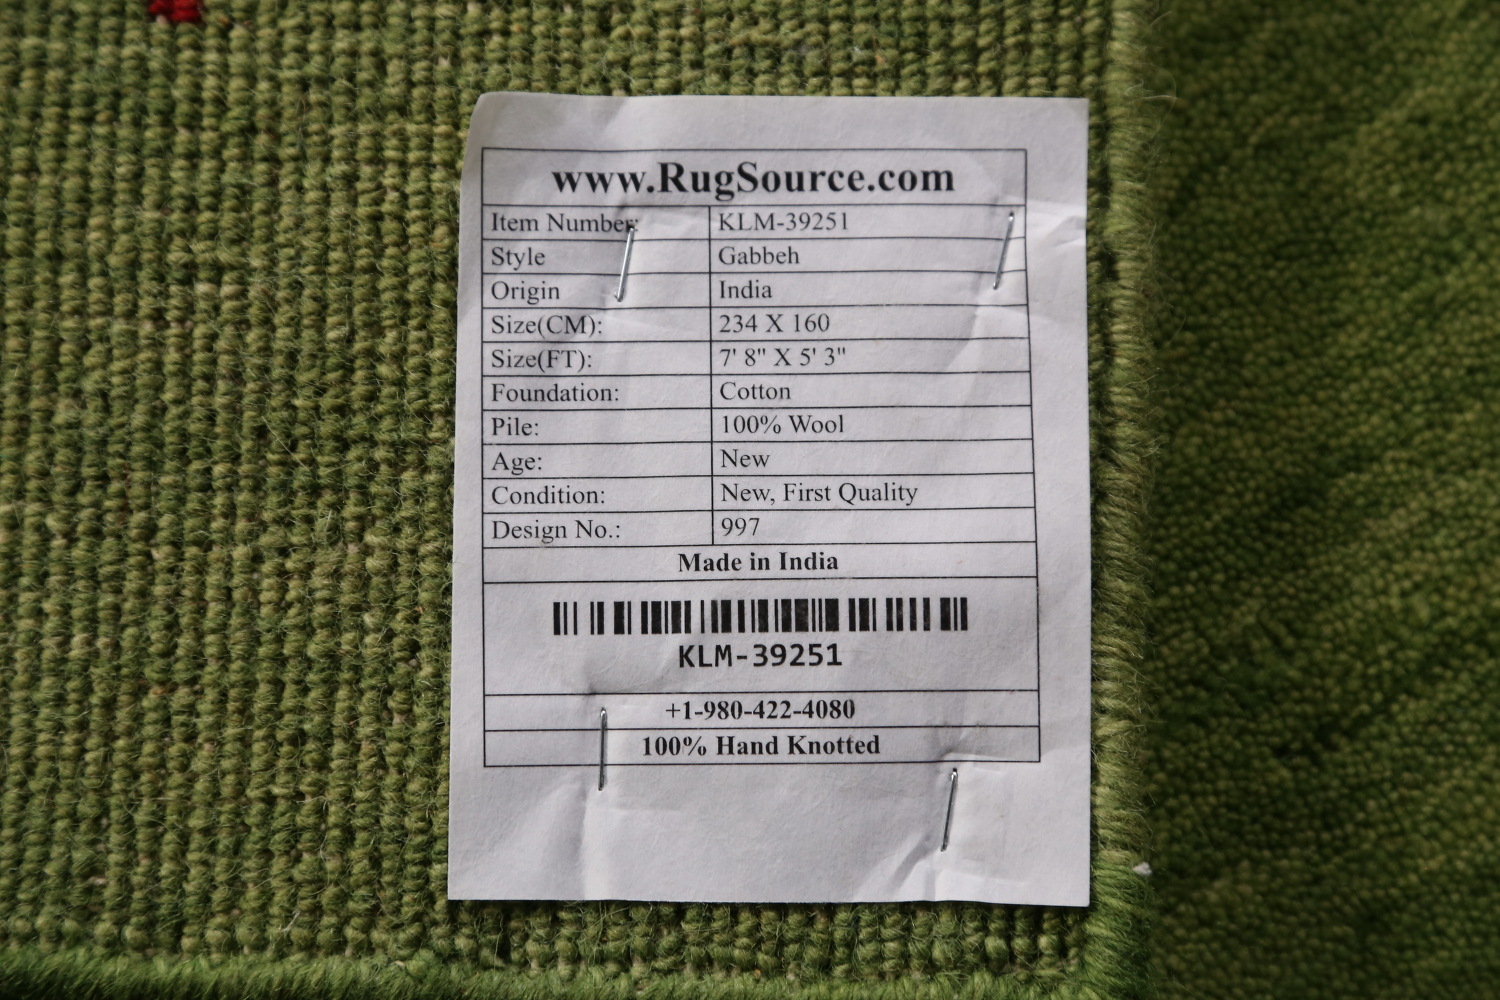 www.RugSource.com
Item Number: KLM-39251
Style Gabbeh
Origin India
Size(CM): 234 X 160
Size(FT): 7' 8" X 5' 3"
Foundation: Cotton
Pile: 100% Wool
Age: New
Condition: New, First Quality
Design No.: 997
Made in India
KLM-39251
+1-980-422-4080
100% Hand Knotted